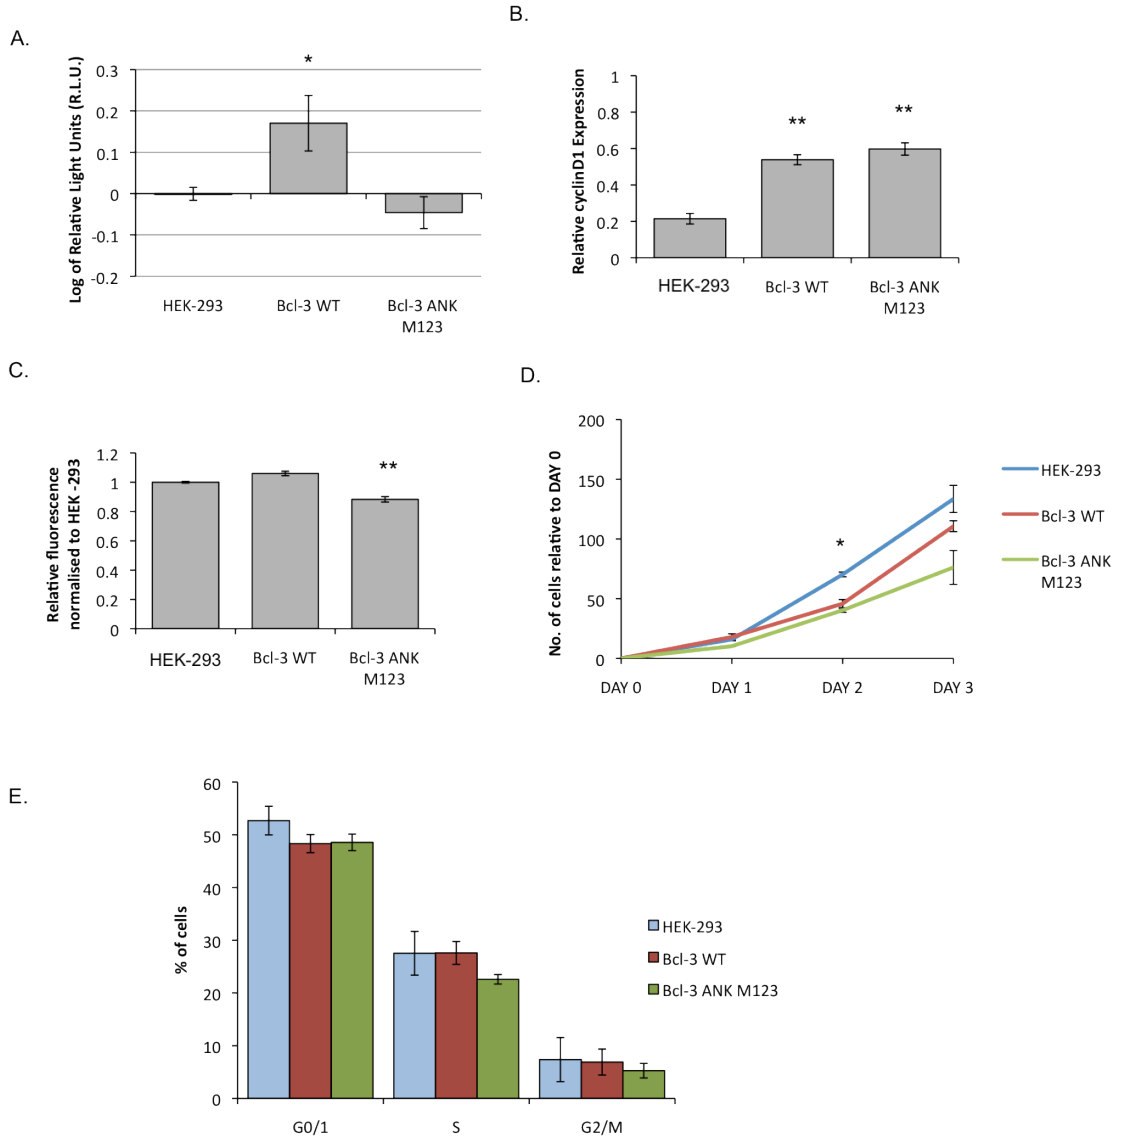 A.
Log of Relative Light Units (R.L.U.)
0.3
0.2
0.1
0
-0.1
-0.2
*
HEK-293
Bcl-3 WT
Bcl-3 ANK
M123
B.
Relative cyclinD1 Expression
1
0.8
0.6
0.4
0.2
0
**
**
HEK-293
Bcl-3 WT
Bcl-3 ANK
M123
C.
Relative fluorescence
normalised to HEK -293
1.2
1
0.8
0.6
0.4
0.2
0
**
HEK-293
Bcl-3 WT
Bcl-3 ANK
M123
D.
No. of cells relative to DAY 0
200
150
100
50
0
*
DAY 0
DAY 1
DAY 2
DAY 3
HEK-293
Bcl-3 WT
Bcl-3 ANK
M123
E.
% of cells
60
50
40
30
20
10
0
G0/1
S
G2/M
HEK-293
Bcl-3 WT
Bcl-3 ANK M123